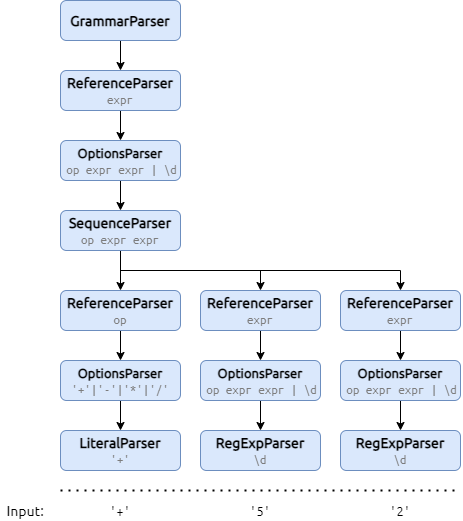 GrammarParser
ReferenceParser
expr
OptionsParser
op expr expr | \d
SequenceParser
op expr expr
ReferenceParser ReferenceParser ReferenceParser
op expr expr
OptionsParser OptionsParser OptionsParser
'+'|'-'|'*'|'/' op expr expr | \d op expr expr | \d
LiteralParser RegExpParser RegExpParser
'+' \d \d
Input: '+' '5' '2'